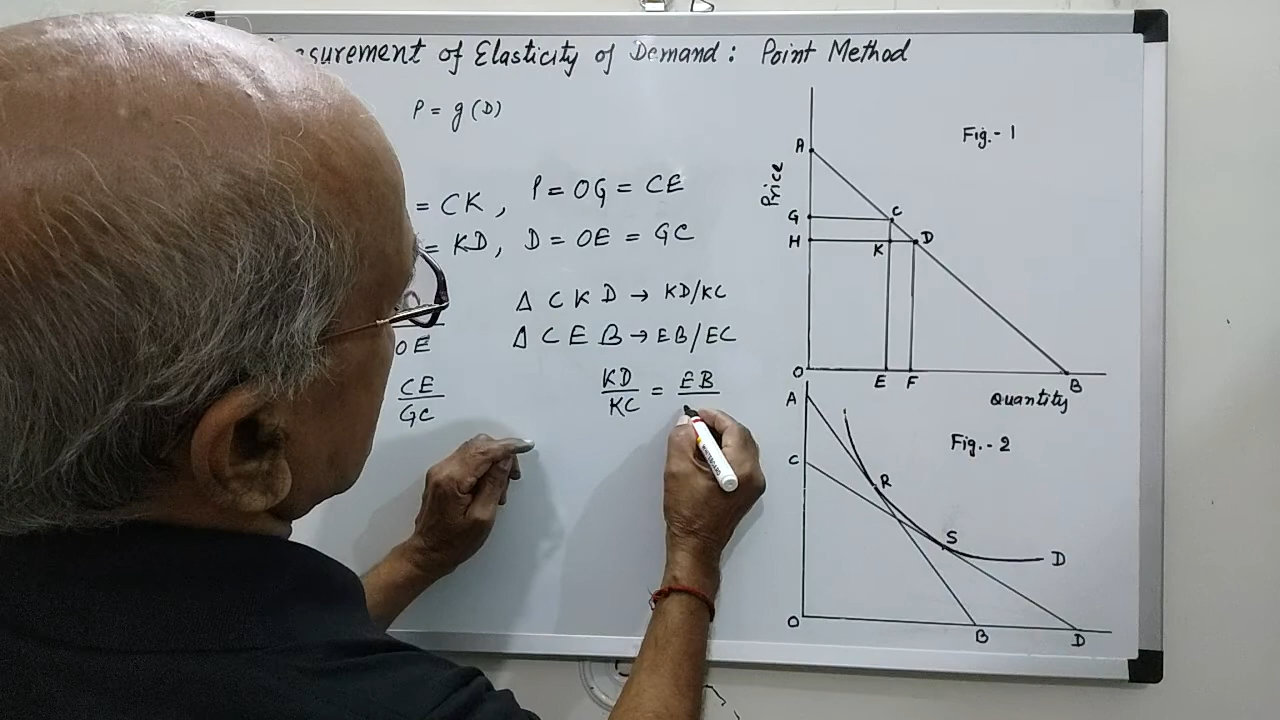 surement of Elasticity of Demand: Point Method
P = g (D)
= CK, P = OG = CE
= KD, D = OE = GC
Δ C K D → KD/KC
Δ C E B → EB/EC
OE
CE
GC
KD/KC = EB
Fig.-1
Price
A
G C
H K D
O E F B
Quantity
Fig.-2
A
C
R
S D
O B D